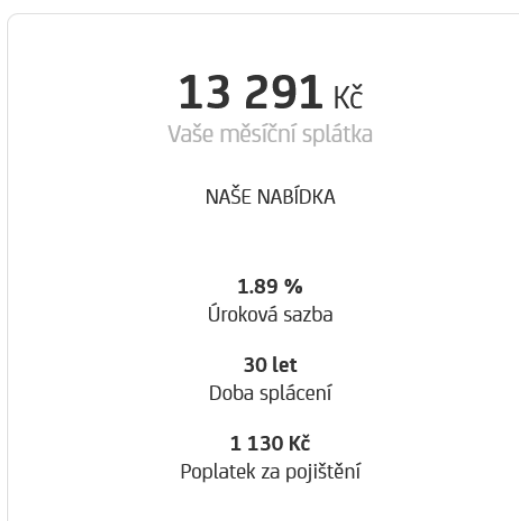 13 291 Kč
Vaše měsíční splátka
NAŠE NABÍDKA
1.89 %
Úroková sazba
30 let
Doba splácení
1 130 Kč
Poplatek za pojištění